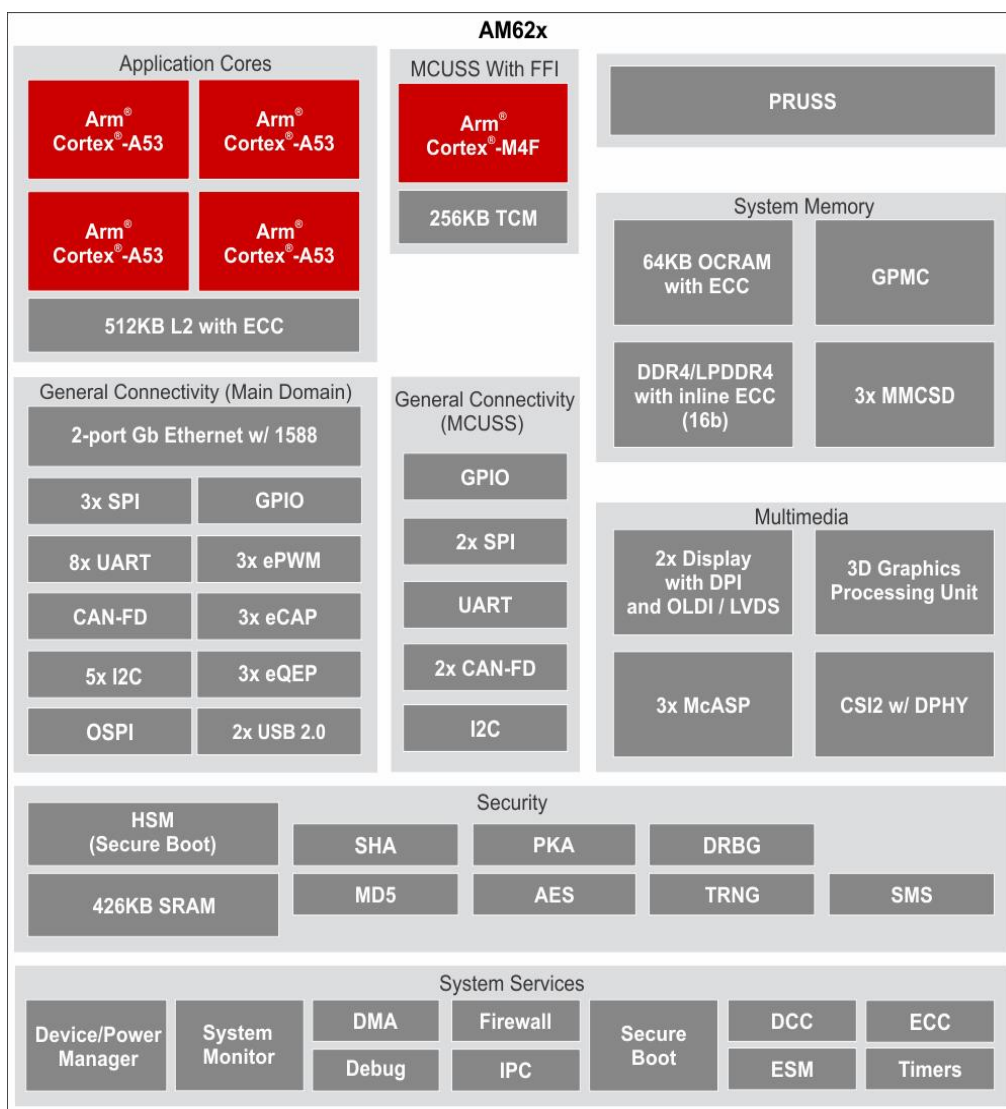 AM62x
Application Cores
Arm®
Cortex®-A53
Arm®
Cortex®-A53
Arm®
Cortex®-A53
Arm®
Cortex®-A53
512KB L2 with ECC
MCUSS With FFI
Arm®
Cortex®-M4F
256KB TCM
PRUSS
System Memory
64KB OCRAM
with ECC
GPMC
DDR4/LPDDR4
with inline ECC
(16b)
3x MMCSD
General Connectivity (Main Domain)
2-port Gb Ethernet w/ 1588
3x SPI
GPIO
8x UART
3x ePWM
CAN-FD
3x eCAP
5x I2C
3x eQEP
OSPI
2x USB 2.0
General Connectivity
(MCUSS)
GPIO
2x SPI
UART
2x CAN-FD
I2C
Multimedia
2x Display
with DPI
and OLDI / LVDS
3D Graphics
Processing Unit
3x McASP
CSI2 w/ DPHY
Security
HSM
(Secure Boot)
SHA
PKA
DRBG
426KB SRAM
MD5
AES
TRNG
SMS
System Services
Device/Power
Manager
System
Monitor
DMA
Firewall
Debug
IPC
Secure
Boot
DCC
ECC
ESM
Timers